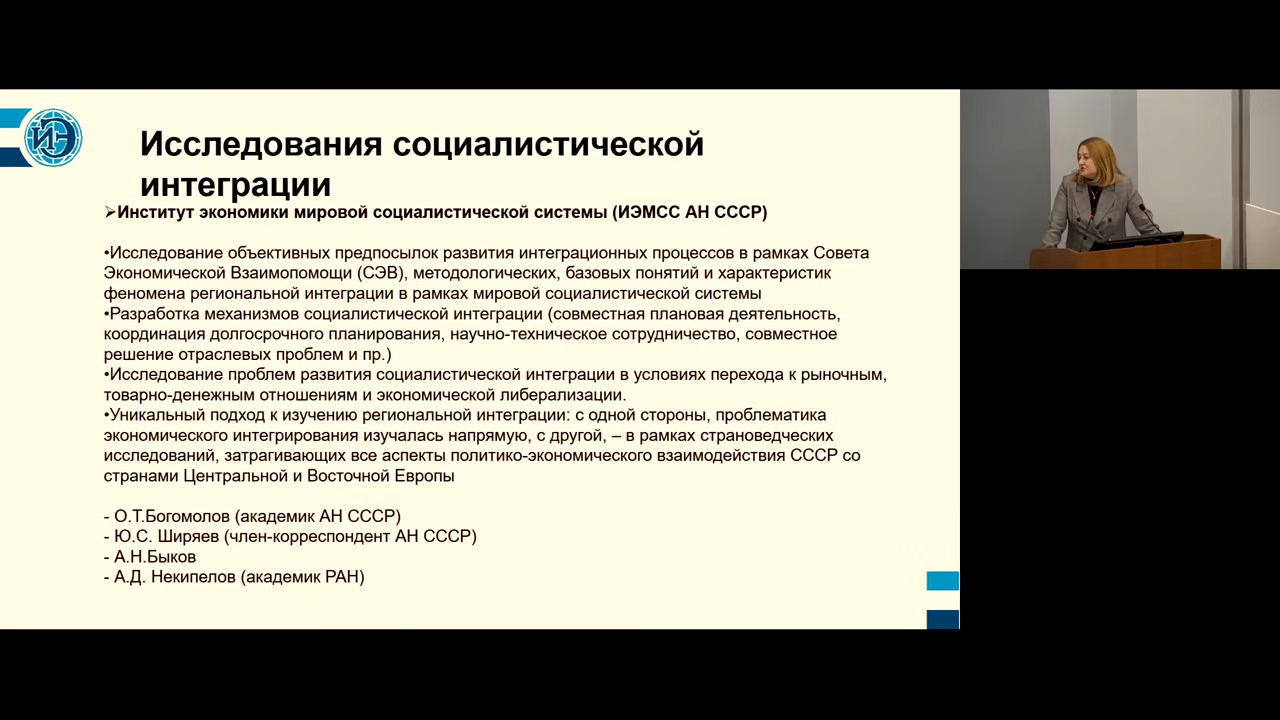 ИЭ
Исследования социалистической
интеграции
➢Институт экономики мировой социалистической системы (ИЭМСС АН СССР)
•Исследование объективных предпосылок развития интеграционных процессов в рамках Совета
Экономической Взаимопомощи (СЭВ), методологических, базовых понятий и характеристик
феномена региональной интеграции в рамках мировой социалистической системы
•Разработка механизмов социалистической интеграции (совместная плановая деятельность,
координация долгосрочного планирования, научно-техническое сотрудничество, совместное
решение отраслевых проблем и пр.)
•Исследование проблем развития социалистической интеграции в условиях перехода к рыночным,
товарно-денежным отношениям и экономической либерализации.
•Уникальный подход к изучению региональной интеграции: с одной стороны, проблематика
экономического интегрирования изучалась напрямую, с другой, – в рамках страноведческих
исследований, затрагивающих все аспекты политико-экономического взаимодействия СССР со
странами Центральной и Восточной Европы
- О.Т.Богомолов (академик АН СССР)
- Ю.С. Ширяев (член-корреспондент АН СССР)
- А.Н.Быков
- А.Д. Некипелов (академик РАН)